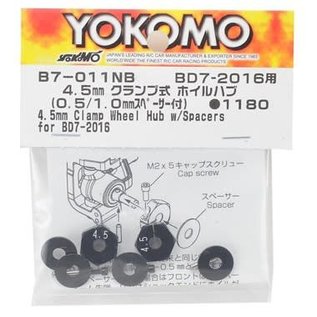 YOKOMO
YOKOMO
JAPAN'S LEADING R/C CAR MANUFACTURER & EXPORTER SINCE
WORLDWIDE THE FINEST R/C CAR RACING PRODUCTS
B7-011NB BD7-2016用
4.5mm クランプ式 ホイルハブ
(0.5/1.0mmスペーサー付) ●1180
4.5mm Clamp Wheel Hub w/Spacers
for BD7-2016
M2x5キャップスクリュー
Cap screw
スペーサー
Spacer
4.5
4.5